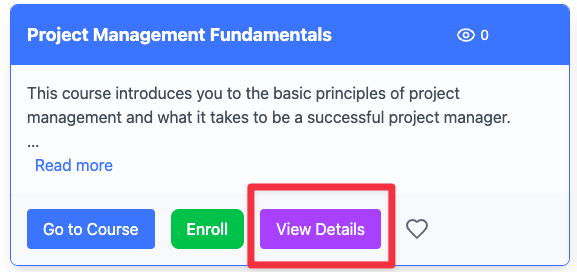 Project Management Fundamentals 0
This course introduces you to the basic principles of project
management and what it takes to be a successful project manager.
...
Read more
Go to Course Enroll View Details